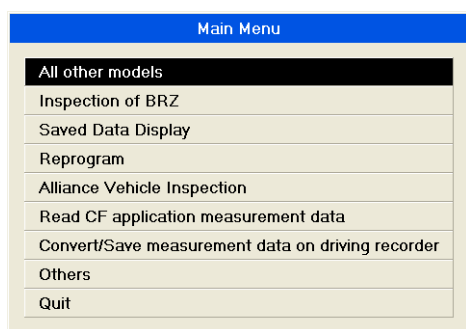 Main Menu
All other models
Inspection of BRZ
Saved Data Display
Reprogram
Alliance Vehicle Inspection
Read CF application measurement data
Convert/Save measurement data on driving recorder
Others
Quit